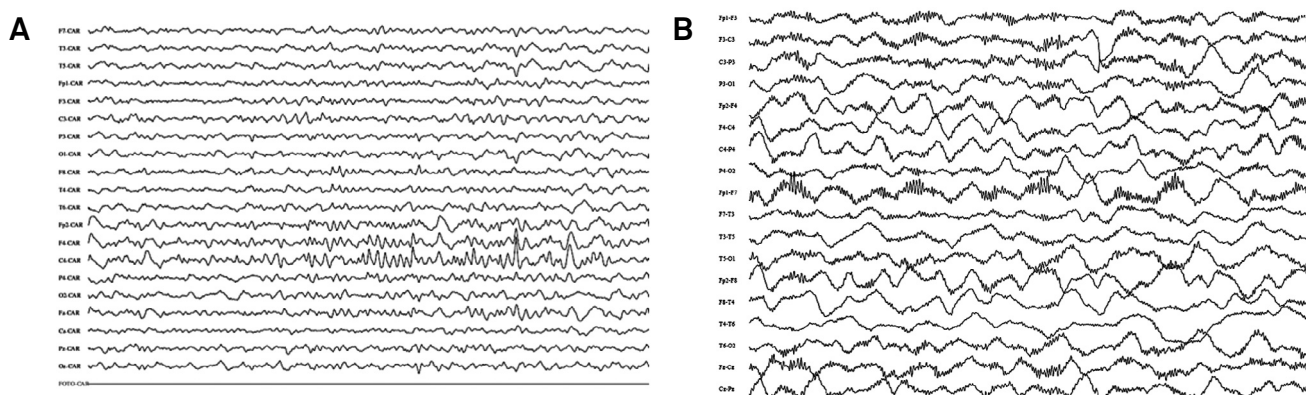 A
F7-CAR
T3-CAR
T5-CAR
Fp1-CAR
F3-CAR
C3-CAR
P3-CAR
O1-CAR
F8-CAR
T4-CAR
T6-CAR
Fp2-CAR
F4-CAR
C4-CAR
P4-CAR
O2-CAR
Fz-CAR
Cz-CAR
Pz-CAR
Oz-CAR
FOTO-CAR
B
Fp1-F3
F3-C3
C3-P3
P3-O1
Fp2-F4
F4-C4
C4-P4
P4-O2
Fp1-F7
F7-T3
T3-T5
T5-O1
Fp2-F8
F8-T4
T4-T6
T6-O2
Fz-Cz
Cz-Pz